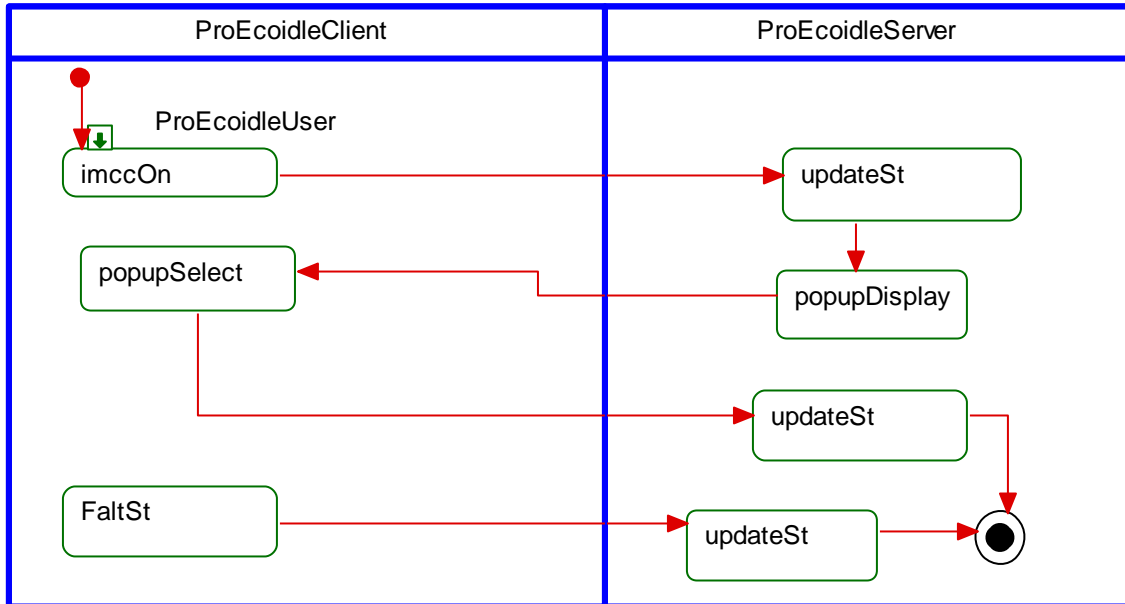 ProEcoidleClient
ProEcoidleServer
ProEcoidleUser
imccOn
updateSt
popupSelect
popupDisplay
updateSt
FaltSt
updateSt